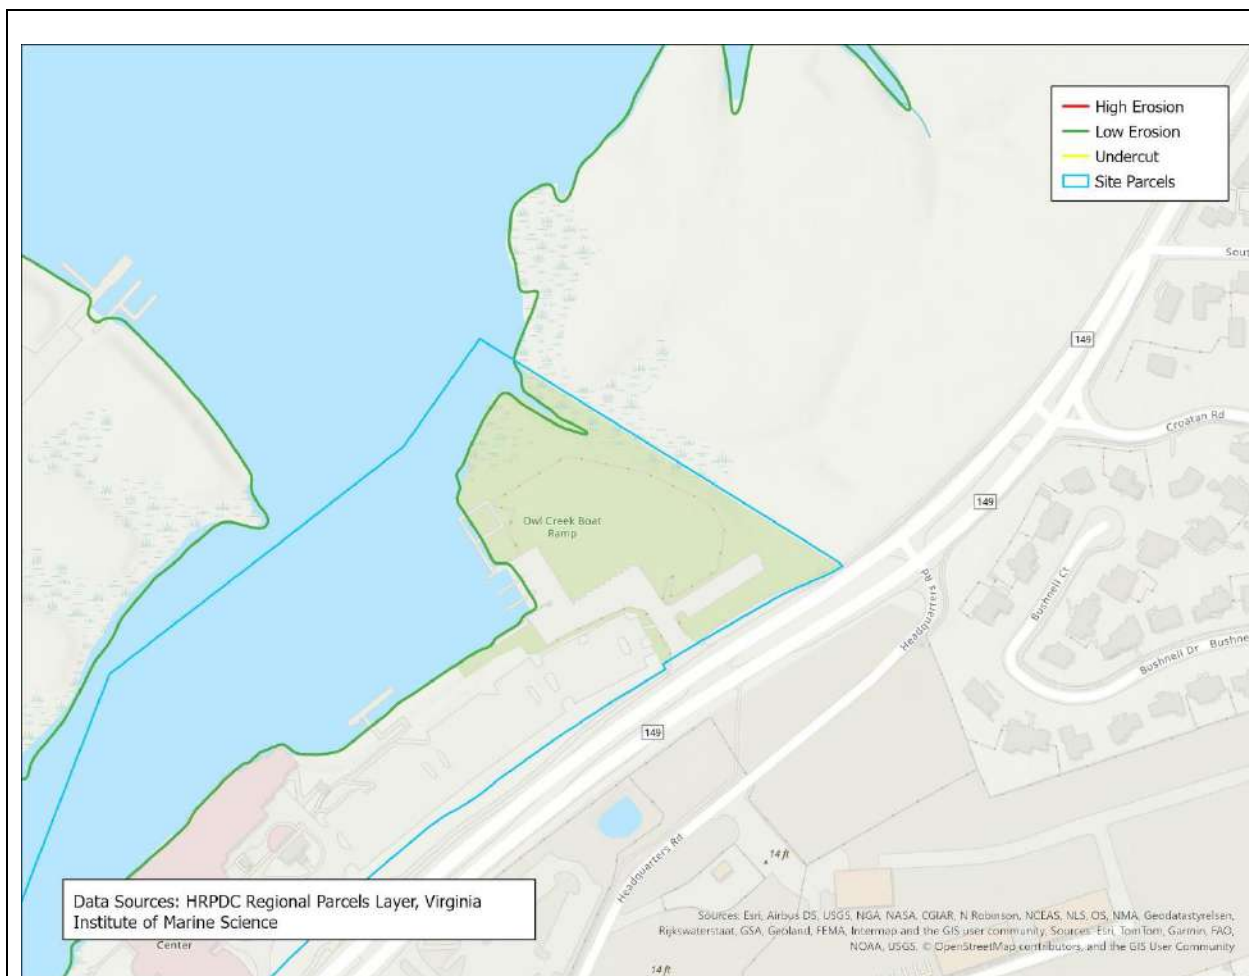 High Erosion
Low Erosion
Undercut
Site Parcels
149
Croatan Rd
149
Owl Creek Boat
Ramp
Headquarters Rd
Bushnell Ct
Bushnell Dr
149
14 ft
Headquarters Rd
Data Sources: HRPDC Regional Parcels Layer, Virginia
Institute of Marine Science
Center
Sources: Esri, Airbus DS, USGS, NGA, NASA, CGIAR, N Robinson, NCEAS, NLS, OS, NMA, Geodatastyrelsen,
Rijkswaterstaat, GSA, Geoland, FEMA, Intermap and the GIS user community, Sources: Esri, TomTom, Garmin, FAO,
NOAA, USGS, © OpenStreetMap contributors, and the GIS User Community
14 ft